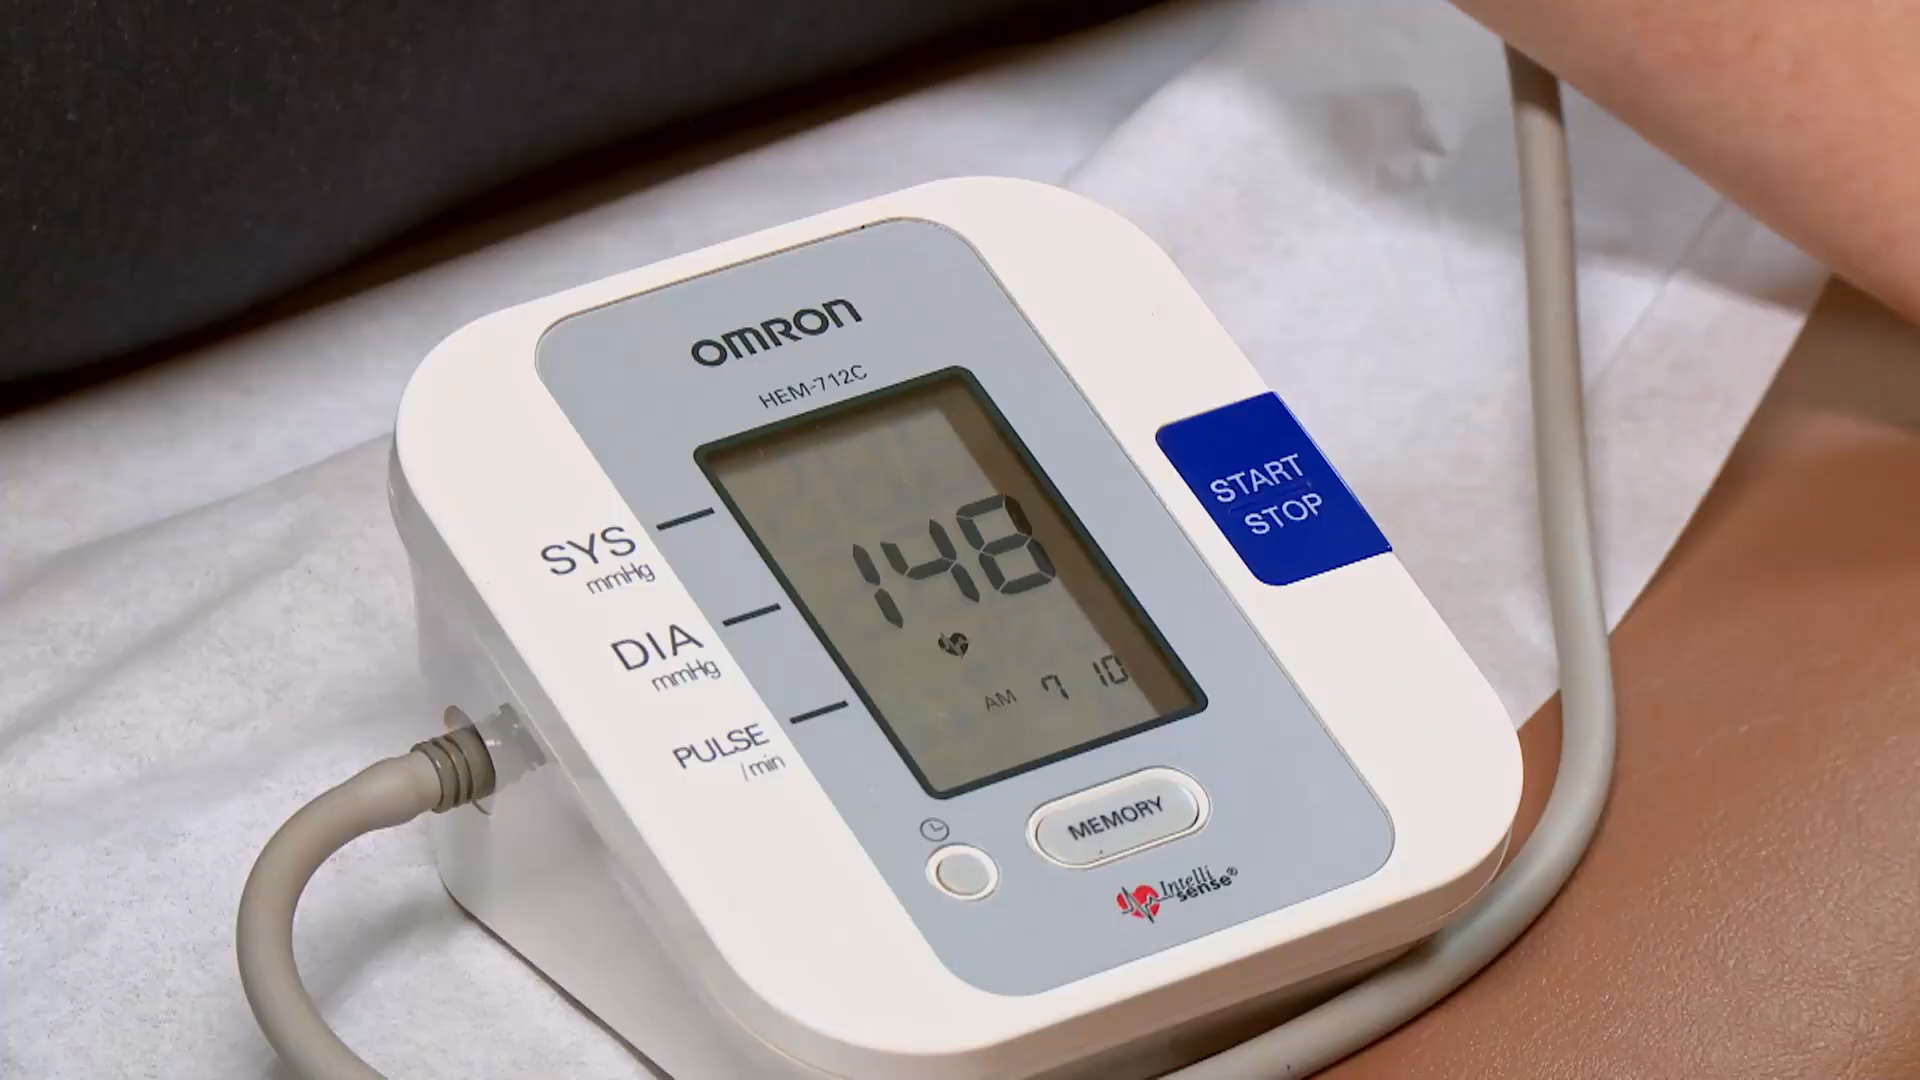 OMRON
HEM-712C
START
STOP
SYS
mmHg
148
DIA
mmHg
AM 7 10
PULSE
/min
MEMORY
Intelli
sense®